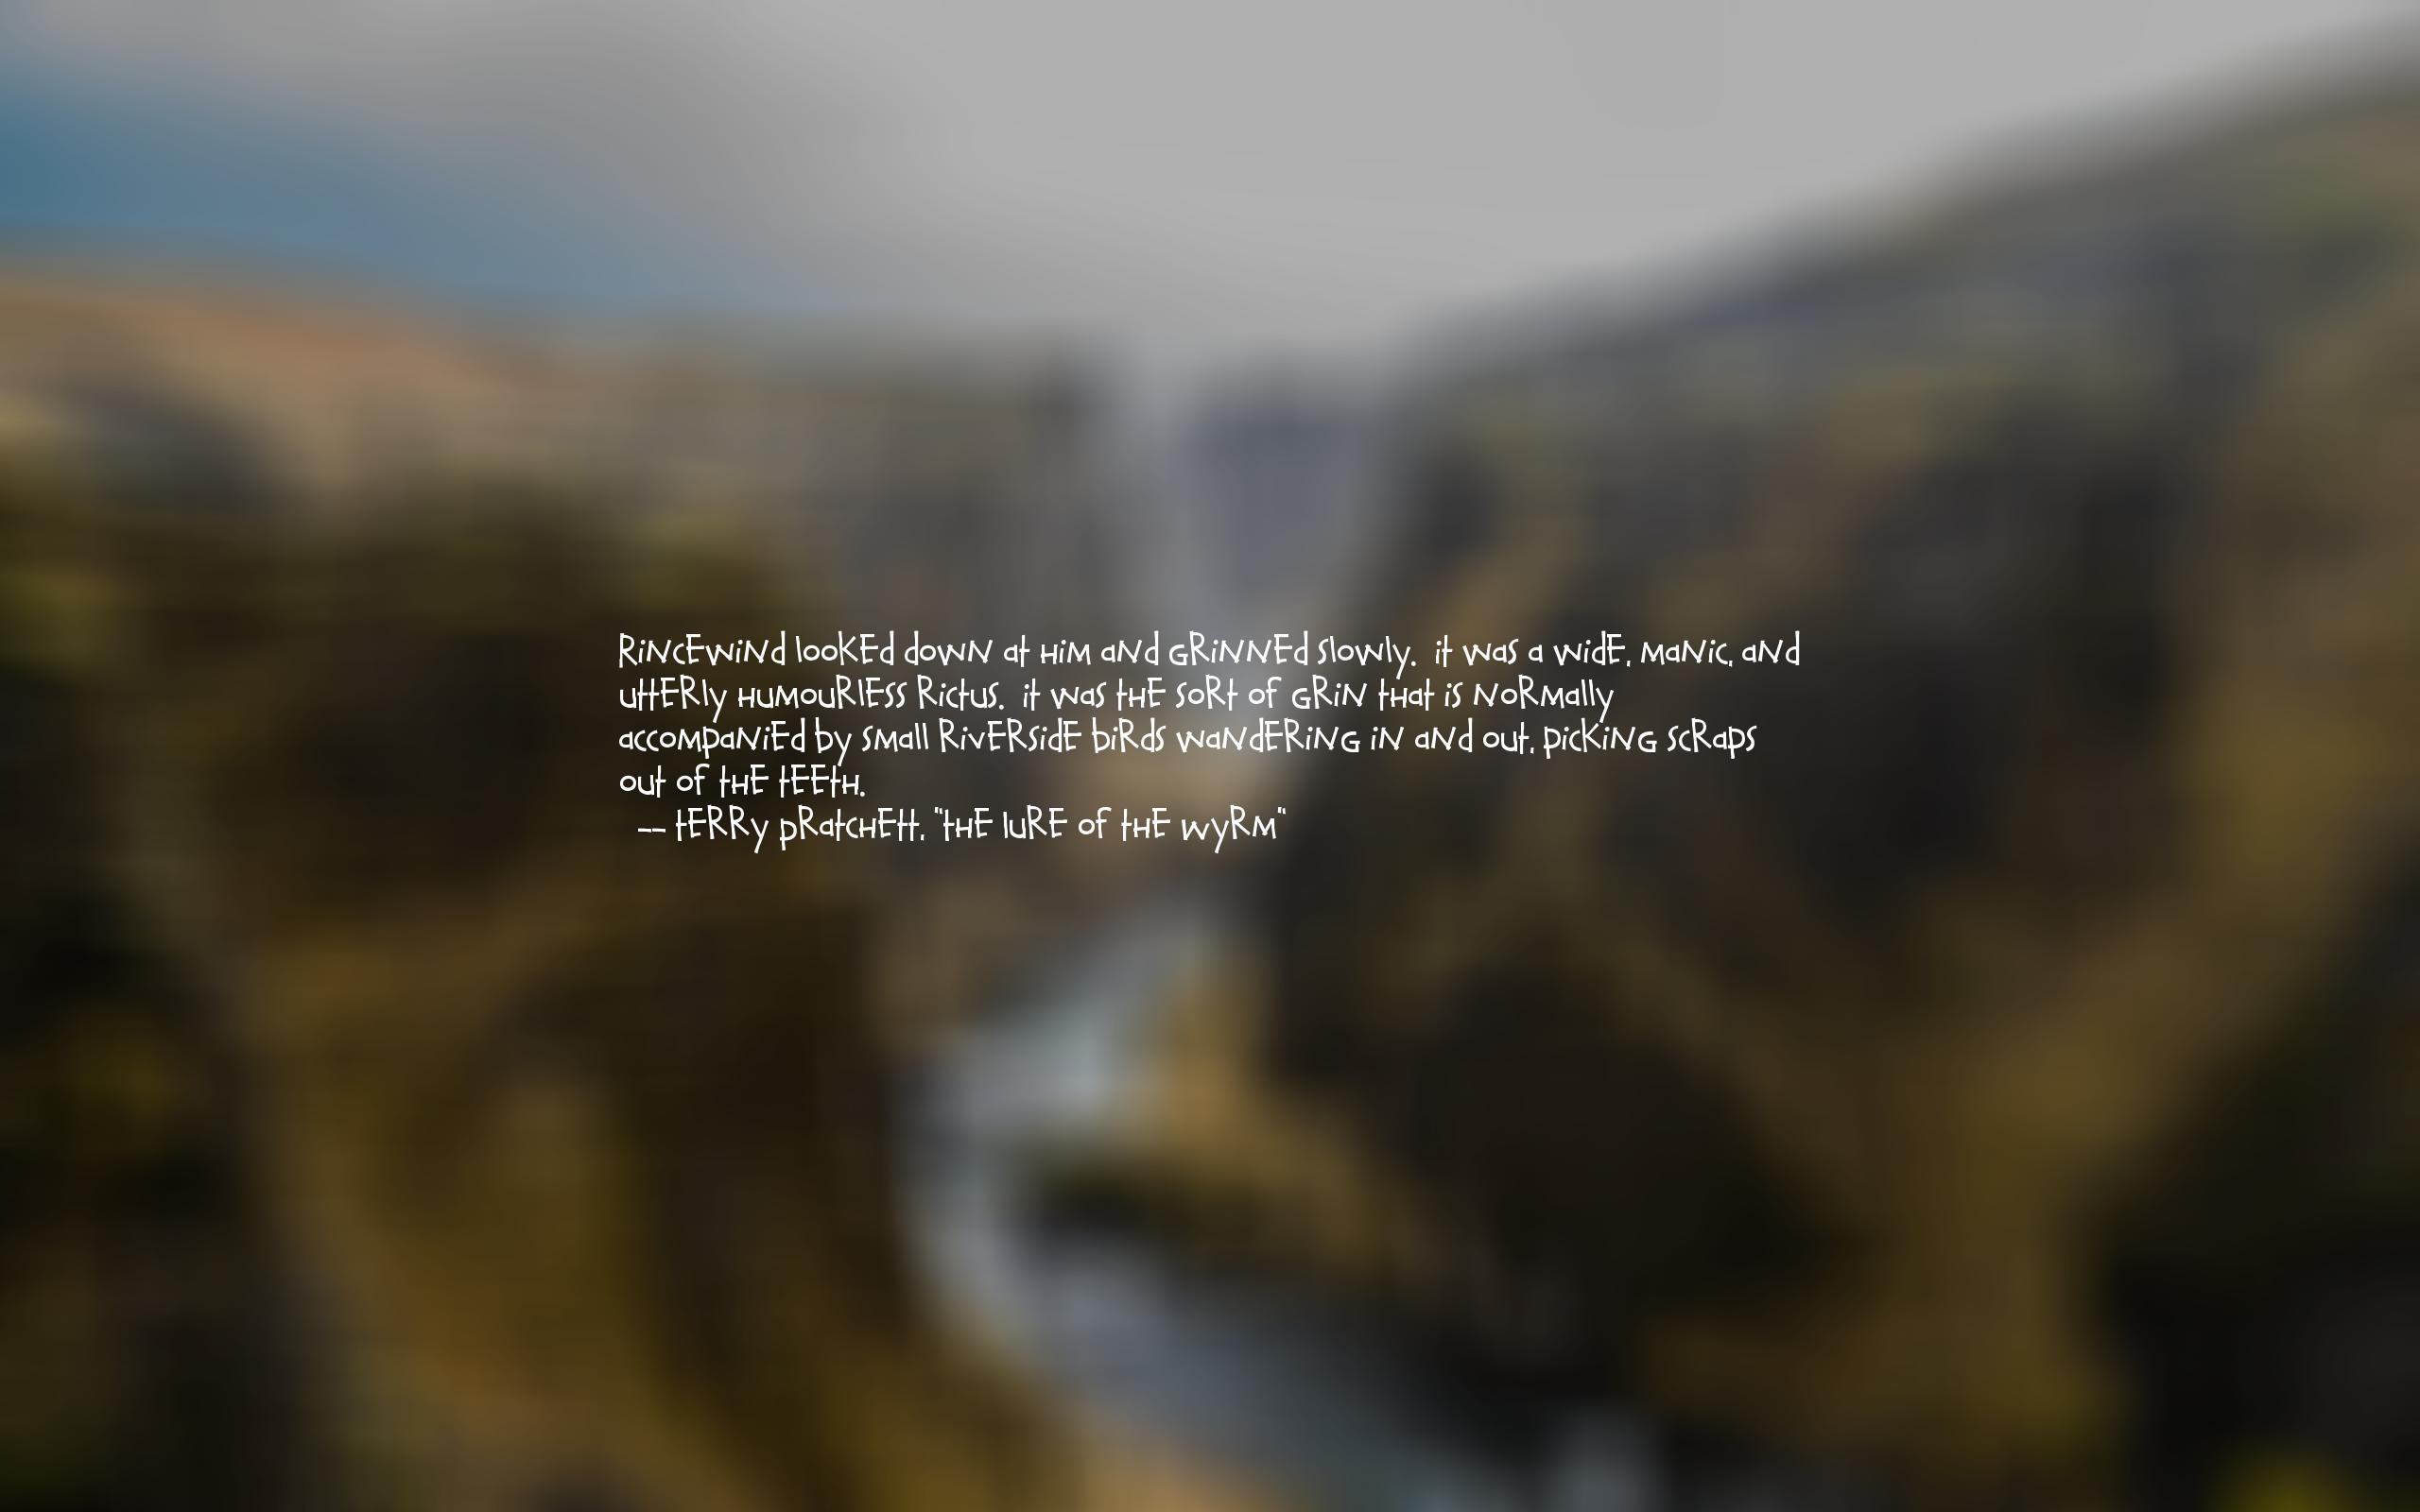 Rincewind looked down at him and grinned slowly.  it was a wide, manic, and
utterly humourless rictus.  it was the sort of grin that is normally
accompanied by small riverside birds wandering in and out, picking scraps
out of the teeth.
-- terry pratchett, "the lure of the wyrm"